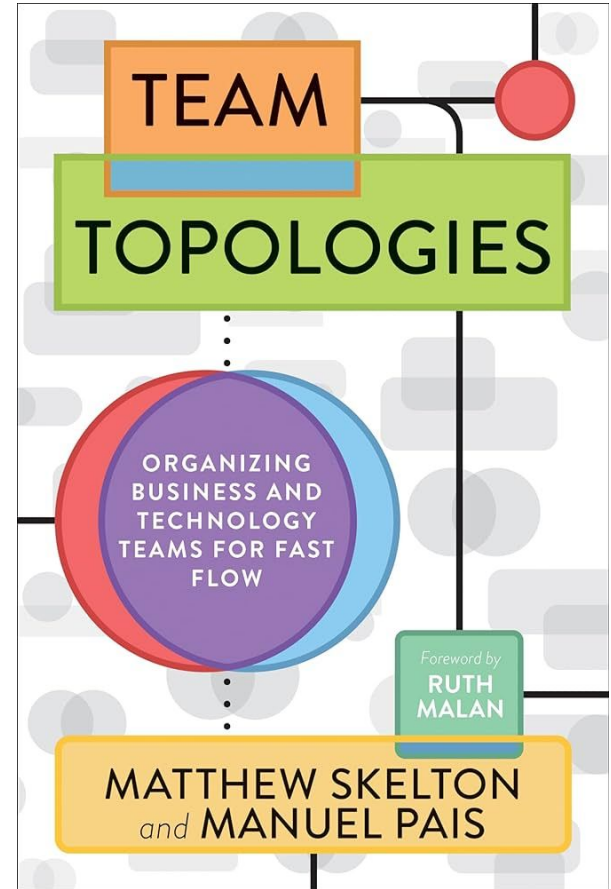 TEAM
TOPOLOGIES
ORGANIZING
BUSINESS AND
TECHNOLOGY
TEAMS FOR FAST
FLOW
Foreword by
RUTH
MALAN
MATTHEW SKELTON
and MANUEL PAIS